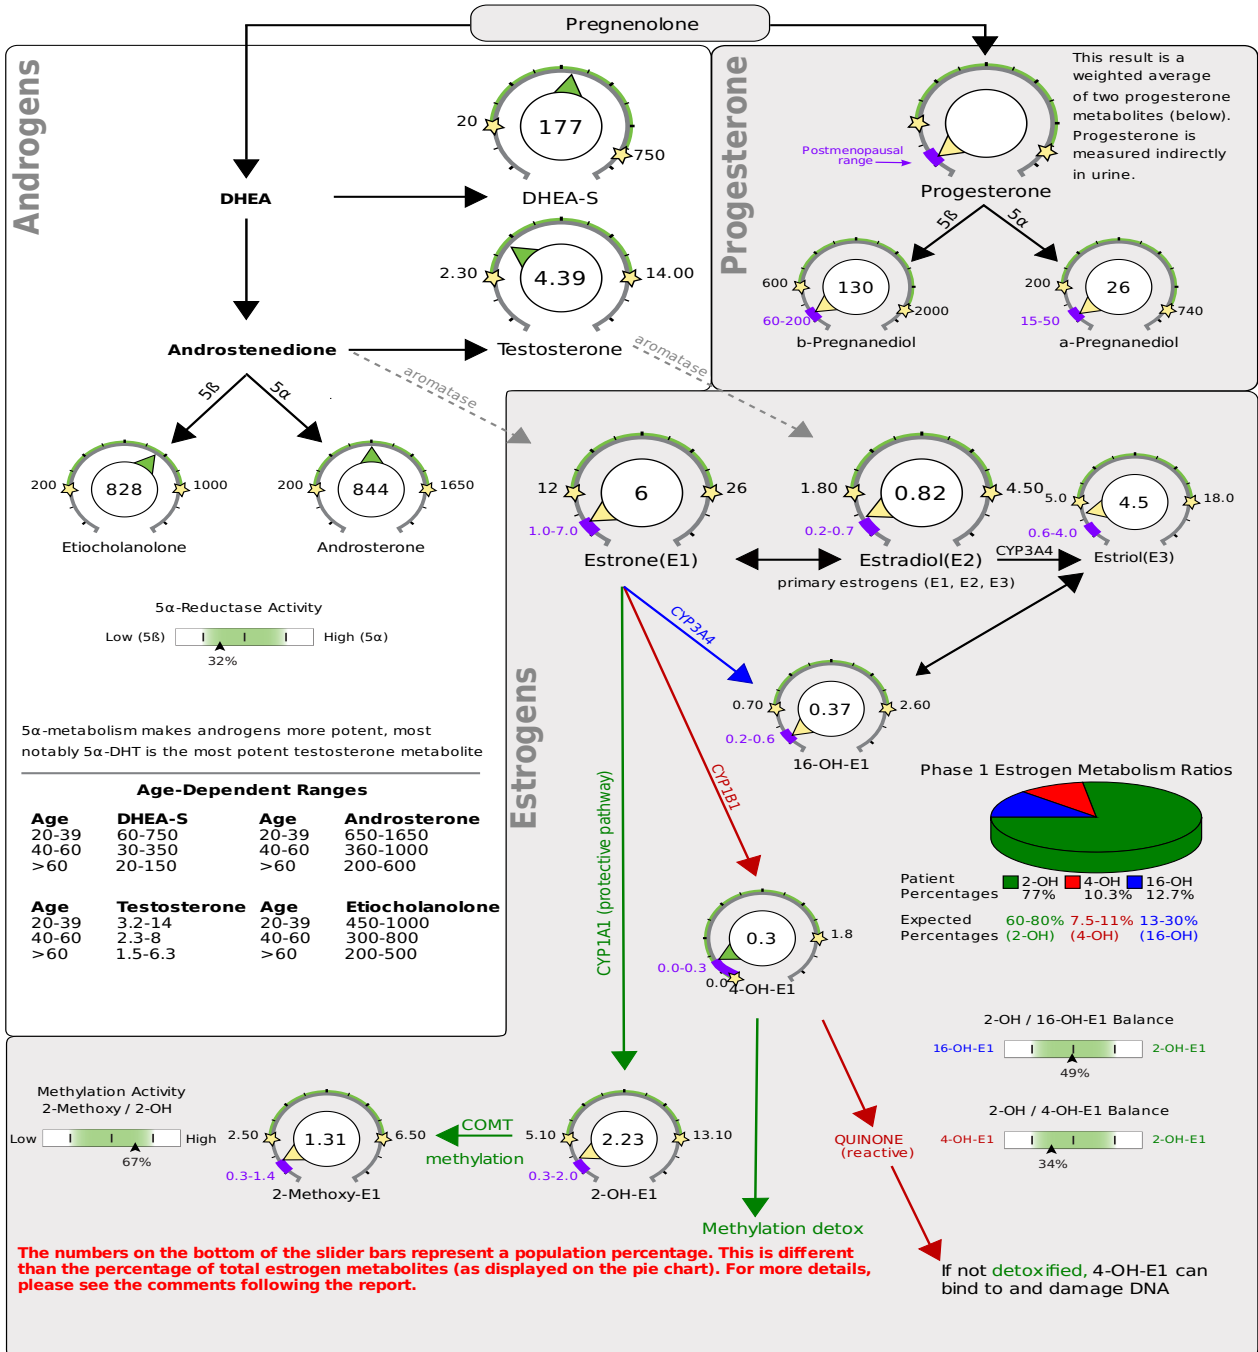 Pregnenolone
Androgens
20
177
750
DHEA-S
DHEA
2.30
4.39
14.00
Testosterone
Androstenedione
aromatase
aromatase
5ß
5α
200
828
1000
Etiocholanolone
200
844
1650
Androsterone
5α-Reductase Activity
Low (5ß)
High (5α)
32%
5α-metabolism makes androgens more potent, most
notably 5α-DHT is the most potent testosterone metabolite
Age-Dependent Ranges
Age DHEA-S Age Androsterone
20-39 60-750 20-39 650-1650
40-60 30-350 40-60 360-1000
>60 20-150 >60 200-600
Age Testosterone Age Etiocholanolone
20-39 3.2-14 20-39 450-1000
40-60 2.3-8 40-60 300-800
>60 1.5-6.3 >60 200-500
Progesterone
This result is a
weighted average
of two progesterone
metabolites (below).
Progesterone is
measured indirectly
in urine.
Postmenopausal
range
Progesterone
5ß
5α
600
130
2000
60-200
b-Pregnanediol
200
26
740
15-50
a-Pregnanediol
Estrogens
12
6
26
1.0-7.0
Estrone(E1)
1.80
0.82
4.50
0.2-0.7
Estradiol(E2)
CYP3A4
5.0
4.5
18.0
0.6-4.0
Estriol(E3)
primary estrogens (E1, E2, E3)
CYP3A4
0.70
0.37
2.60
0.2-0.6
16-OH-E1
CYP1B1
CYP1A1 (protective pathway)
Phase 1 Estrogen Metabolism Ratios
Patient
Percentages
2-OH 4-OH 16-OH
77% 10.3% 12.7%
Expected
Percentages
60-80% 7.5-11% 13-30%
(2-OH) (4-OH) (16-OH)
0.3
1.8
0.0-0.3
0.0
4-OH-E1
2-OH / 16-OH-E1 Balance
16-OH-E1
2-OH-E1
49%
2-OH / 4-OH-E1 Balance
4-OH-E1
2-OH-E1
34%
Methylation Activity
2-Methoxy / 2-OH
Low
High
67%
2.50
1.31
6.50
0.3-1.4
2-Methoxy-E1
COMT
methylation
5.10
2.23
13.10
0.3-2.0
2-OH-E1
QUINONE
(reactive)
Methylation detox
If not detoxified, 4-OH-E1 can
bind to and damage DNA
The numbers on the bottom of the slider bars represent a population percentage. This is different
than the percentage of total estrogen metabolites (as displayed on the pie chart). For more details,
please see the comments following the report.